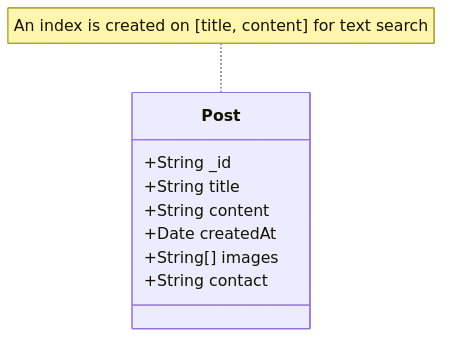 An index is created on [title, content] for text search
Post
+String _id
+String title
+String content
+Date createdAt
+String[] images
+String contact